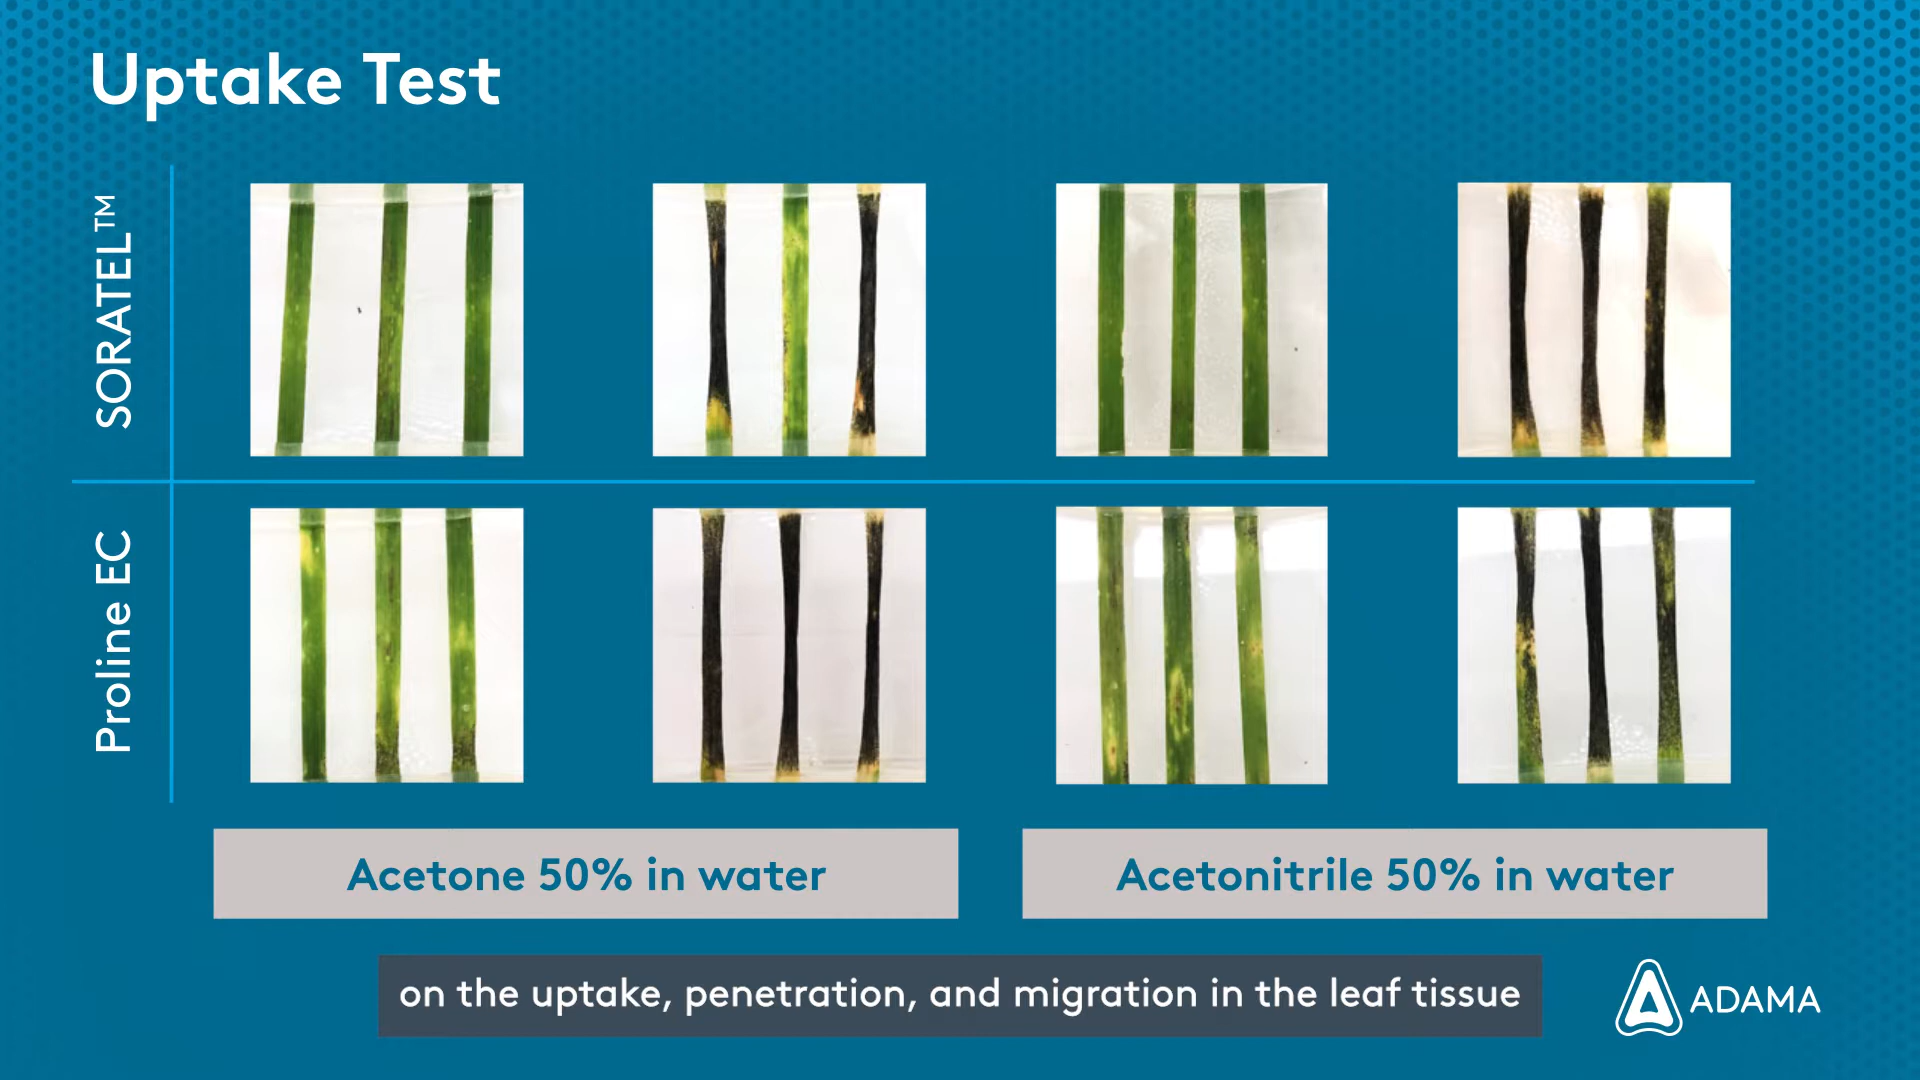 Uptake Test
SORATEL™
Proline EC
Acetone 50% in water
Acetonitrile 50% in water
on the uptake, penetration, and migration in the leaf tissue
ADAMA